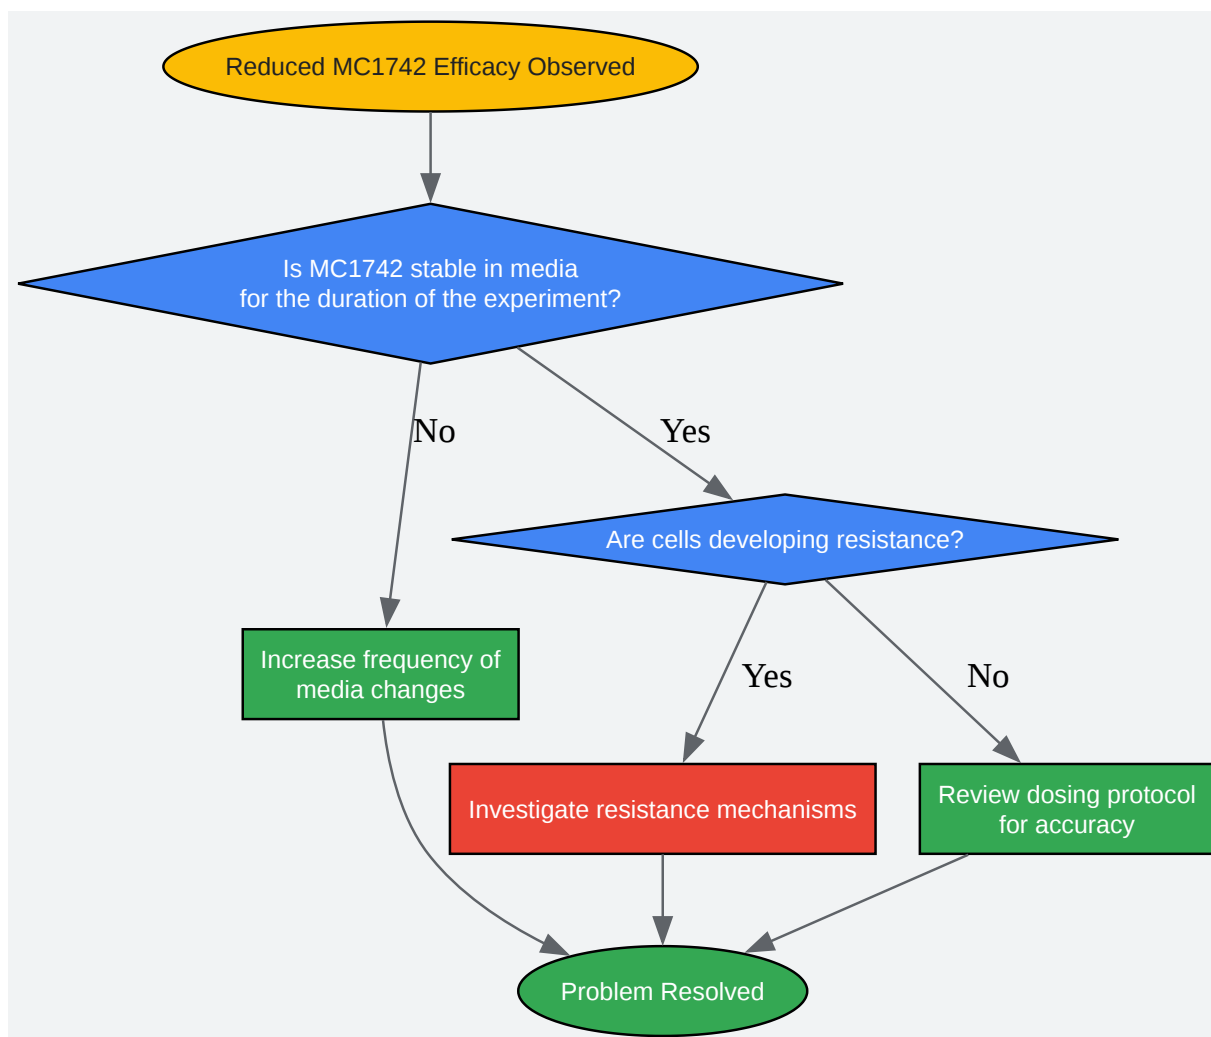 Reduced MC1742 Efficacy Observed
Is MC1742 stable in media
for the duration of the experiment?
No
Yes
Are cells developing resistance?
Increase frequency of
media changes
Yes
No
Investigate resistance mechanisms
Review dosing protocol
for accuracy
Problem Resolved